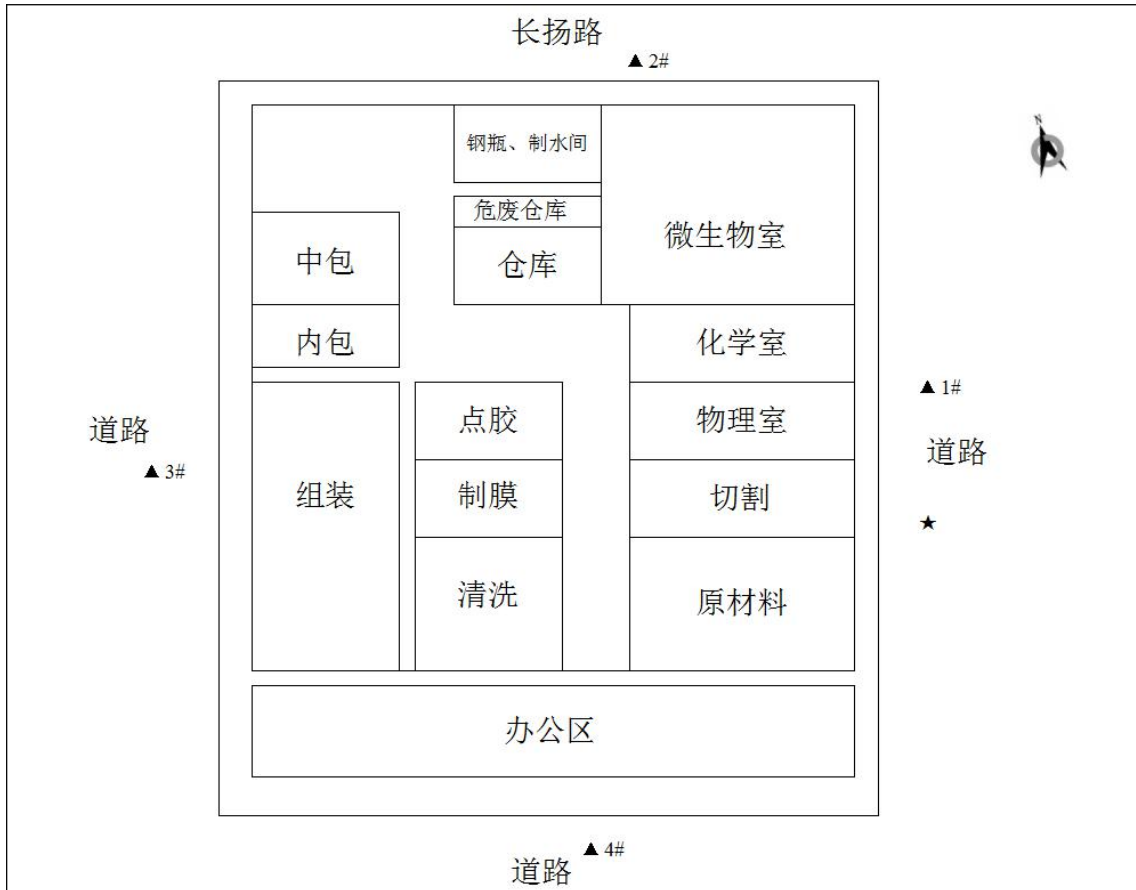 长扬路
▲ 2#
N
钢瓶、制水间
危废仓库
仓库
微生物室
中包
内包
化学室
▲ 1#
点胶
物理室
道路
▲ 3#
道路
组装
制膜
切割
★
清洗
原材料
办公区
▲ 4#
道路